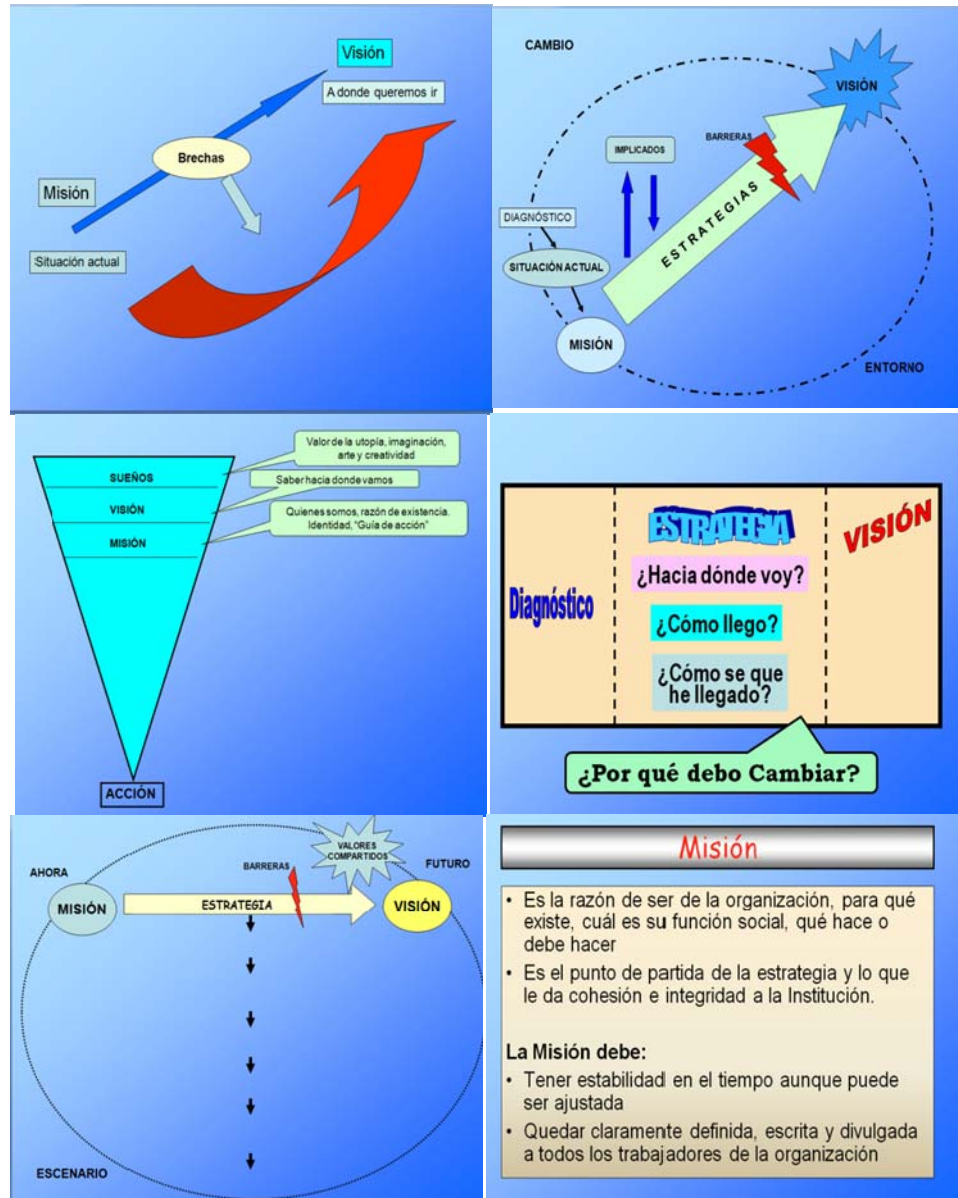 Visión
A donde queremos ir
Brechas
Misión
Situación actual
CAMBIO
VISIÓN
BARRERAS
IMPLICADOS
ESTRATEGIAS
DIAGNÓSTICO
SITUACIÓN ACTUAL
MISIÓN
ENTORNO
Valor de la utopía, imaginación,
arte y creatividad
SUEÑOS
Saber hacia donde vamos
VISIÓN
Quienes somos, razón de existencia.
Identidad, "Guía de acción"
MISIÓN
ACCIÓN
ESTRATEGIA
VISIÓN
¿Hacia dónde voy?
Diagnóstico
¿Cómo llego?
¿Cómo se que
he llegado?
¿Por qué debo Cambiar?
VALORES
COMPARTIDOS
AHORA
BARRERAS
FUTURO
MISIÓN
ESTRATEGIA
VISIÓN
ESCENARIO
Misión
• Es la razón de ser de la organización, para qué
existe, cuál es su función social, qué hace o
debe hacer
• Es el punto de partida de la estrategia y lo que
le da cohesión e integridad a la Institución.
La Misión debe:
• Tener estabilidad en el tiempo aunque puede
ser ajustada
• Quedar claramente definida, escrita y divulgada
a todos los trabajadores de la organización